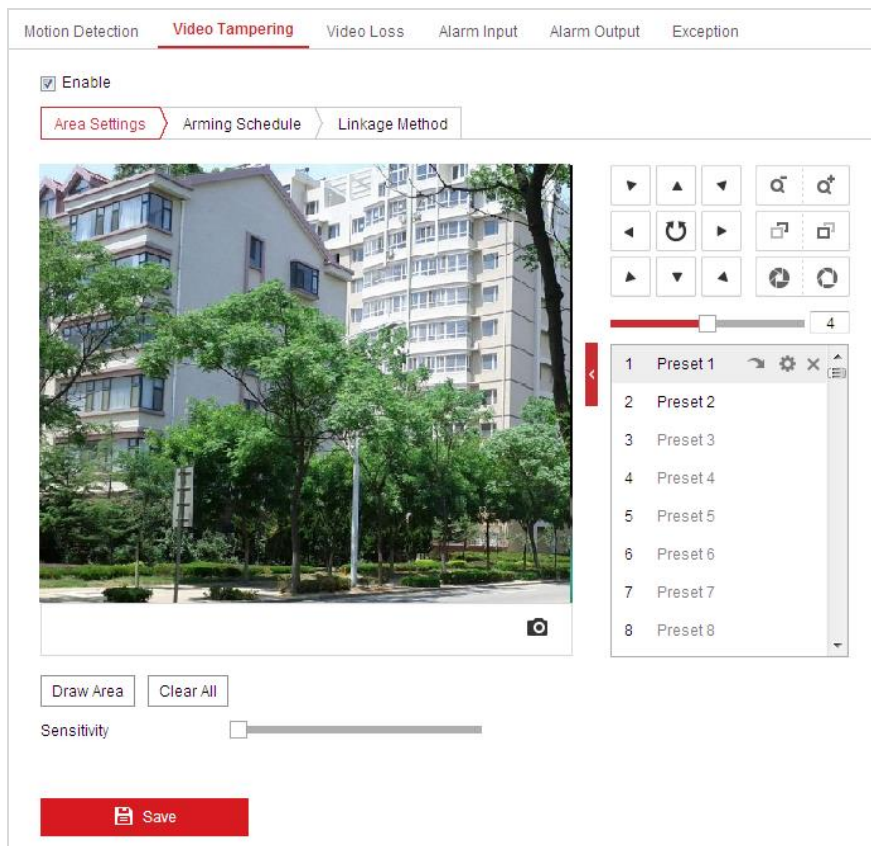 Motion Detection Video Tampering Video Loss Alarm Input Alarm Output Exception
Enable
Area Settings Arming Schedule Linkage Method
4
1 Preset 1
2 Preset 2
3 Preset 3
4 Preset 4
5 Preset 5
6 Preset 6
7 Preset 7
8 Preset 8
Draw Area Clear All
Sensitivity
Save